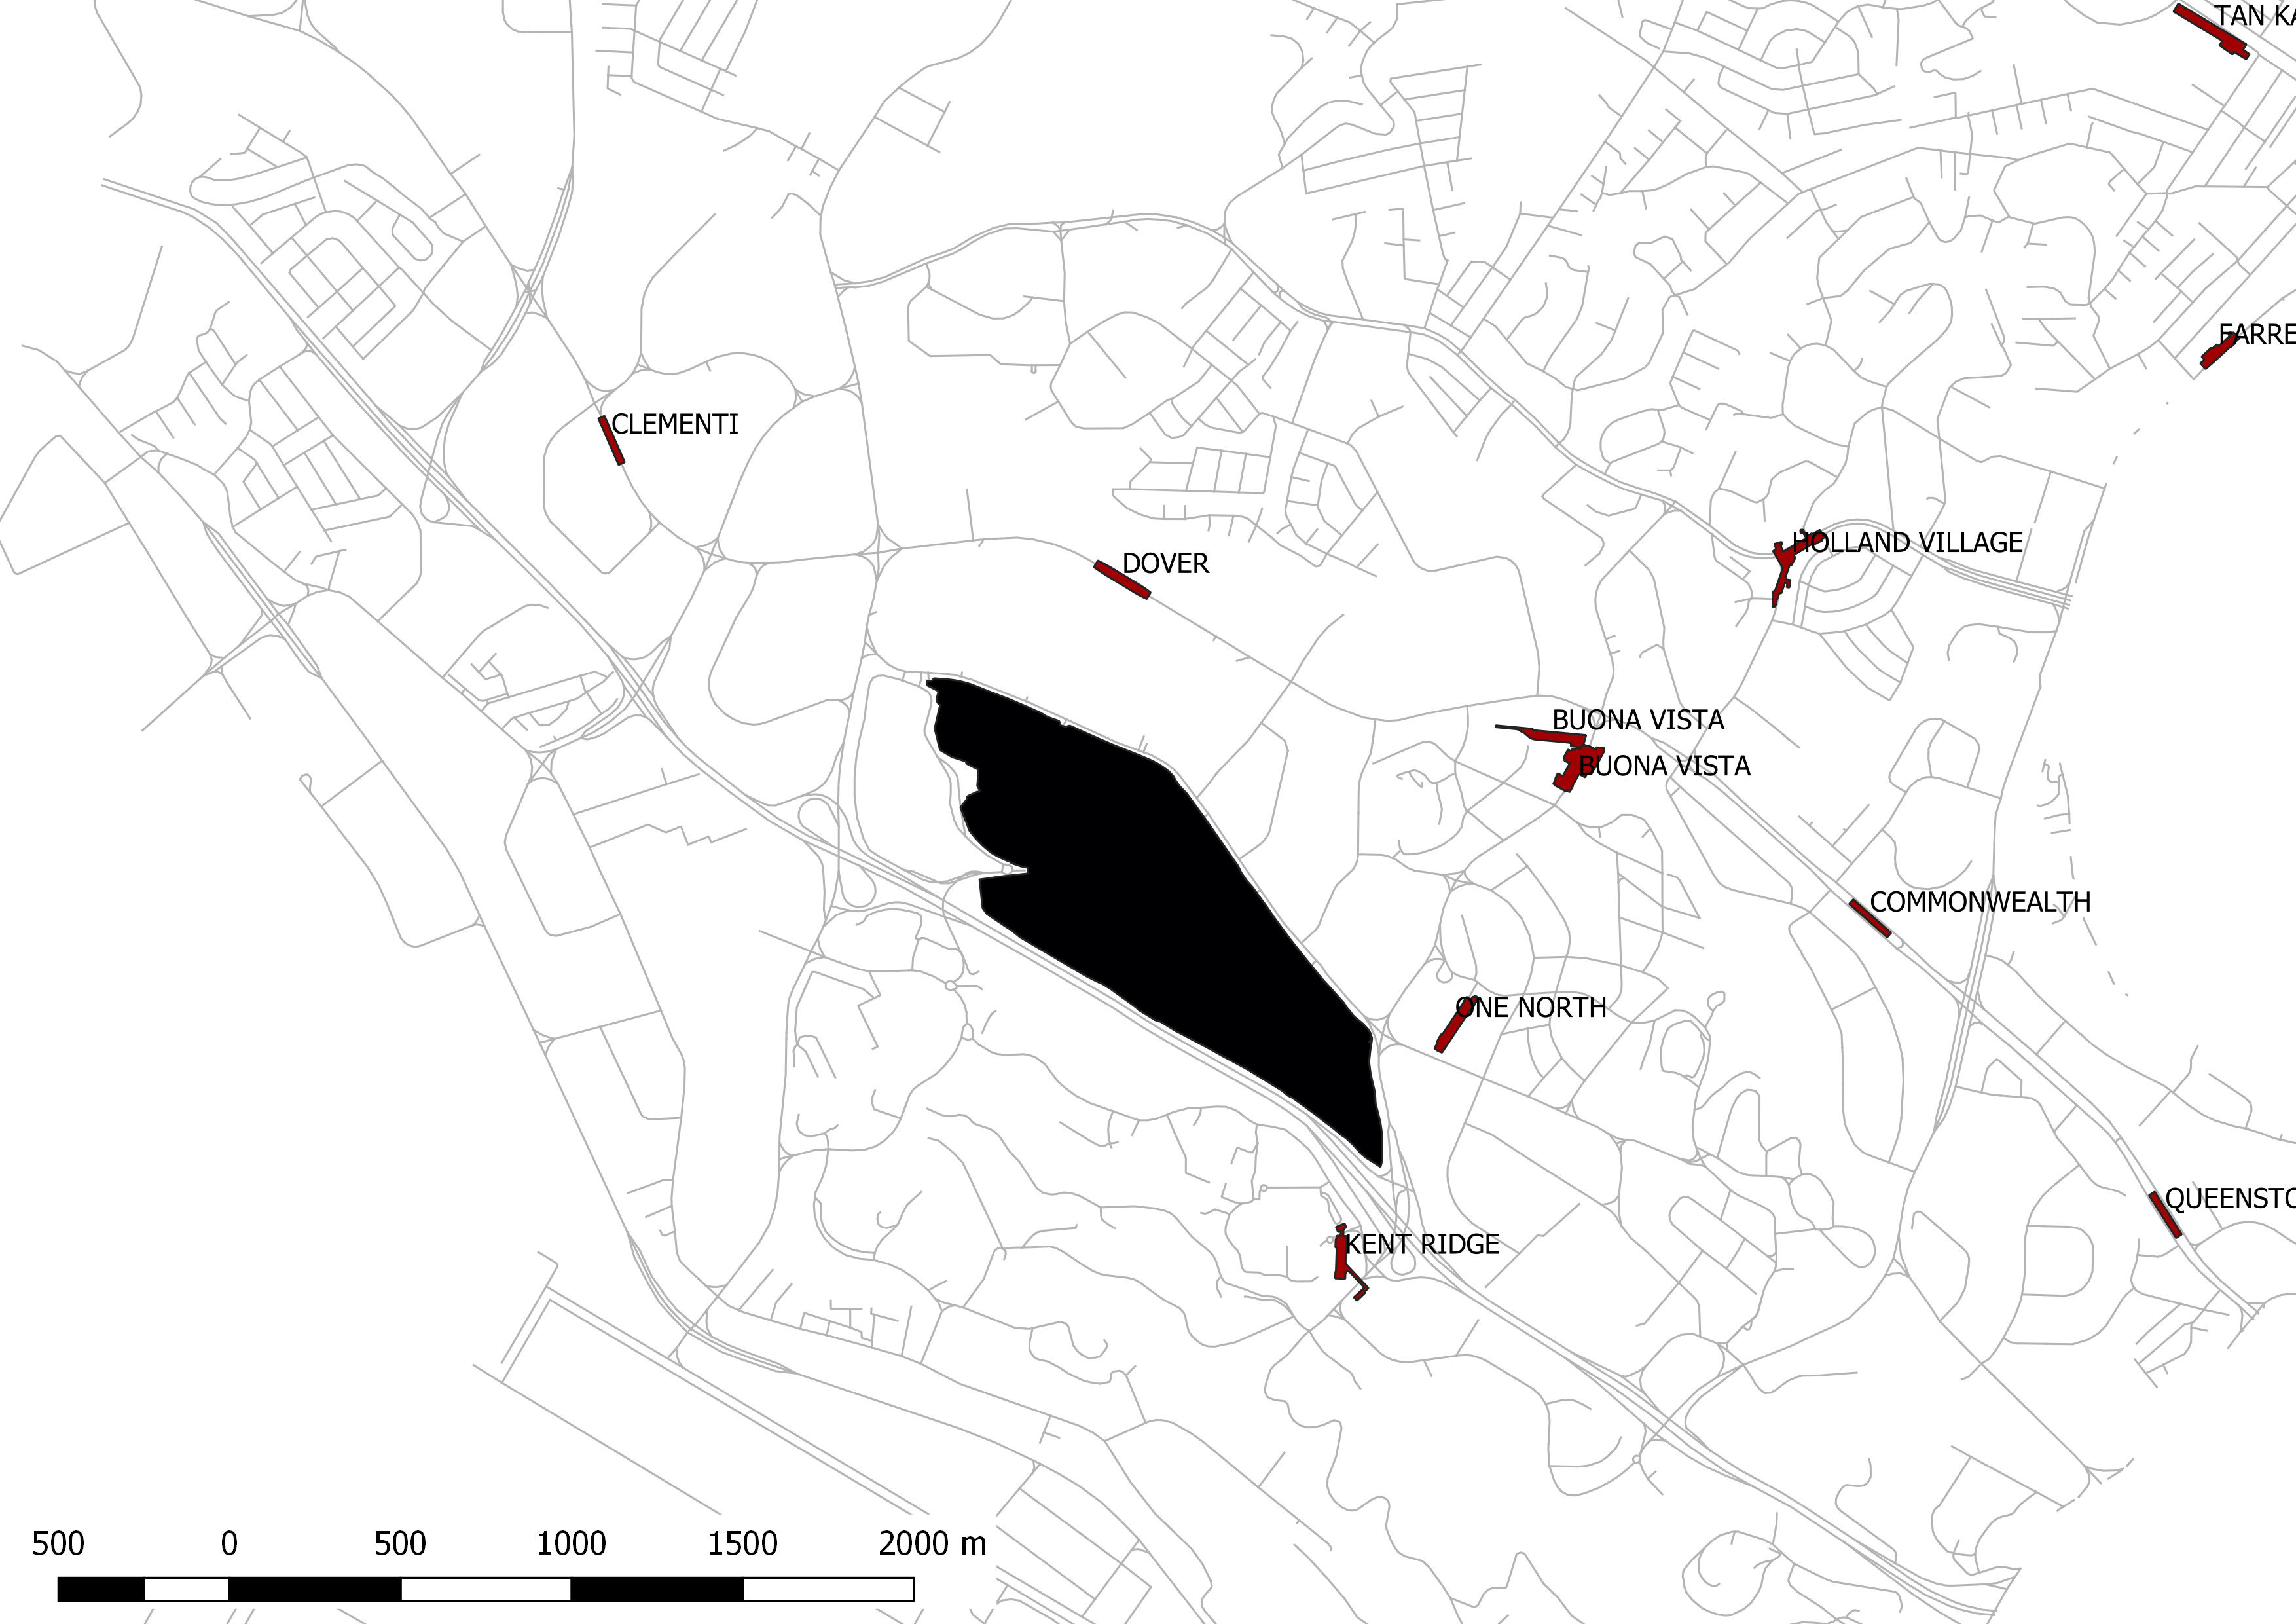 TAN KA
FARRE
CLEMENTI
HOLLAND VILLAGE
DOVER
BUONA VISTA
BUONA VISTA
COMMONWEALTH
ONE NORTH
QUEENSTO
KENT RIDGE
500 0 500 1000 1500 2000 m